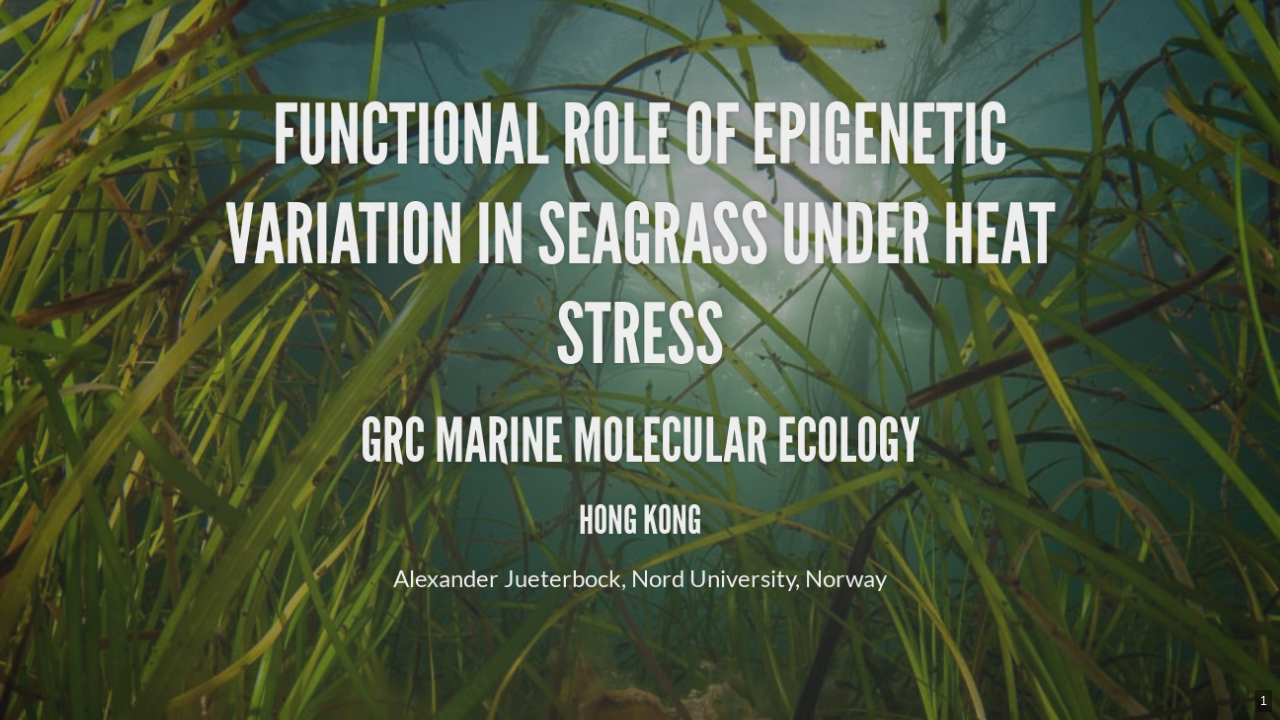 FUNCTIONAL ROLE OF EPIGENETIC
VARIATION IN SEAGRASS UNDER HEAT
STRESS
GRC MARINE MOLECULAR ECOLOGY
HONG KONG
Alexander Jueterbock, Nord University, Norway
1